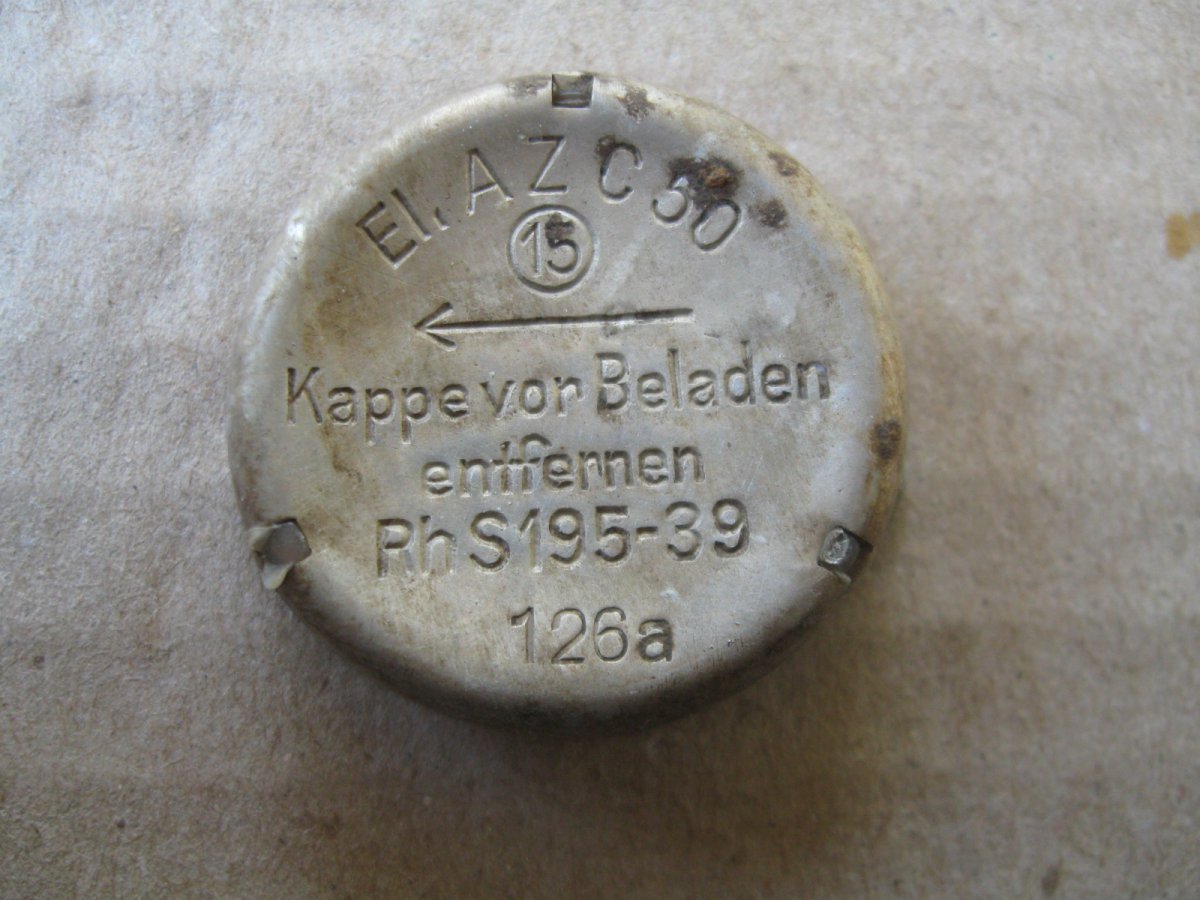 El. A Z C 50
15
Kappe vor Beladen
entfernen
Rh S 195-39
126a